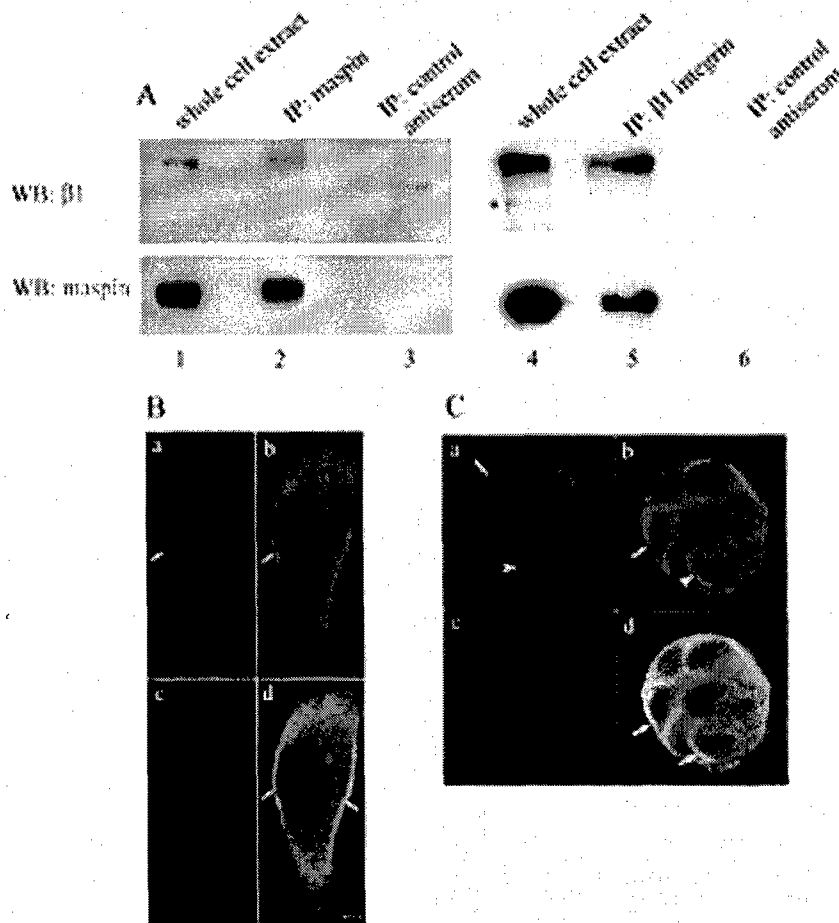 A
whole cell extract
IP: maspin
IP: control
antiserum
whole cell extract
IP: β1 integrin
IP: control
antiserum
WB: β1
WB: maspin
1 2 3 4 5 6
B
C
a b
c d
a b
c d